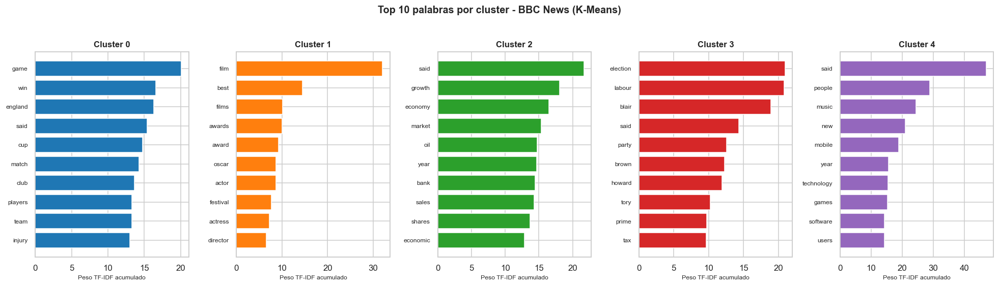 Top 10 palabras por cluster - BBC News (K-Means)
Cluster 0
game
win
england
said
cup
match
club
players
team
injury
0 5 10 15 20
Peso TF-IDF acumulado
Cluster 1
film
best
films
awards
award
oscar
actor
festival
actress
director
0 10 20 30
Peso TF-IDF acumulado
Cluster 2
said
growth
economy
market
oil
year
bank
sales
shares
economic
0 5 10 15 20
Peso TF-IDF acumulado
Cluster 3
election
labour
blair
said
party
brown
howard
tory
prime
tax
0 5 10 15 20
Peso TF-IDF acumulado
Cluster 4
said
people
music
new
mobile
year
technology
games
software
users
0 10 20 30 40
Peso TF-IDF acumulado